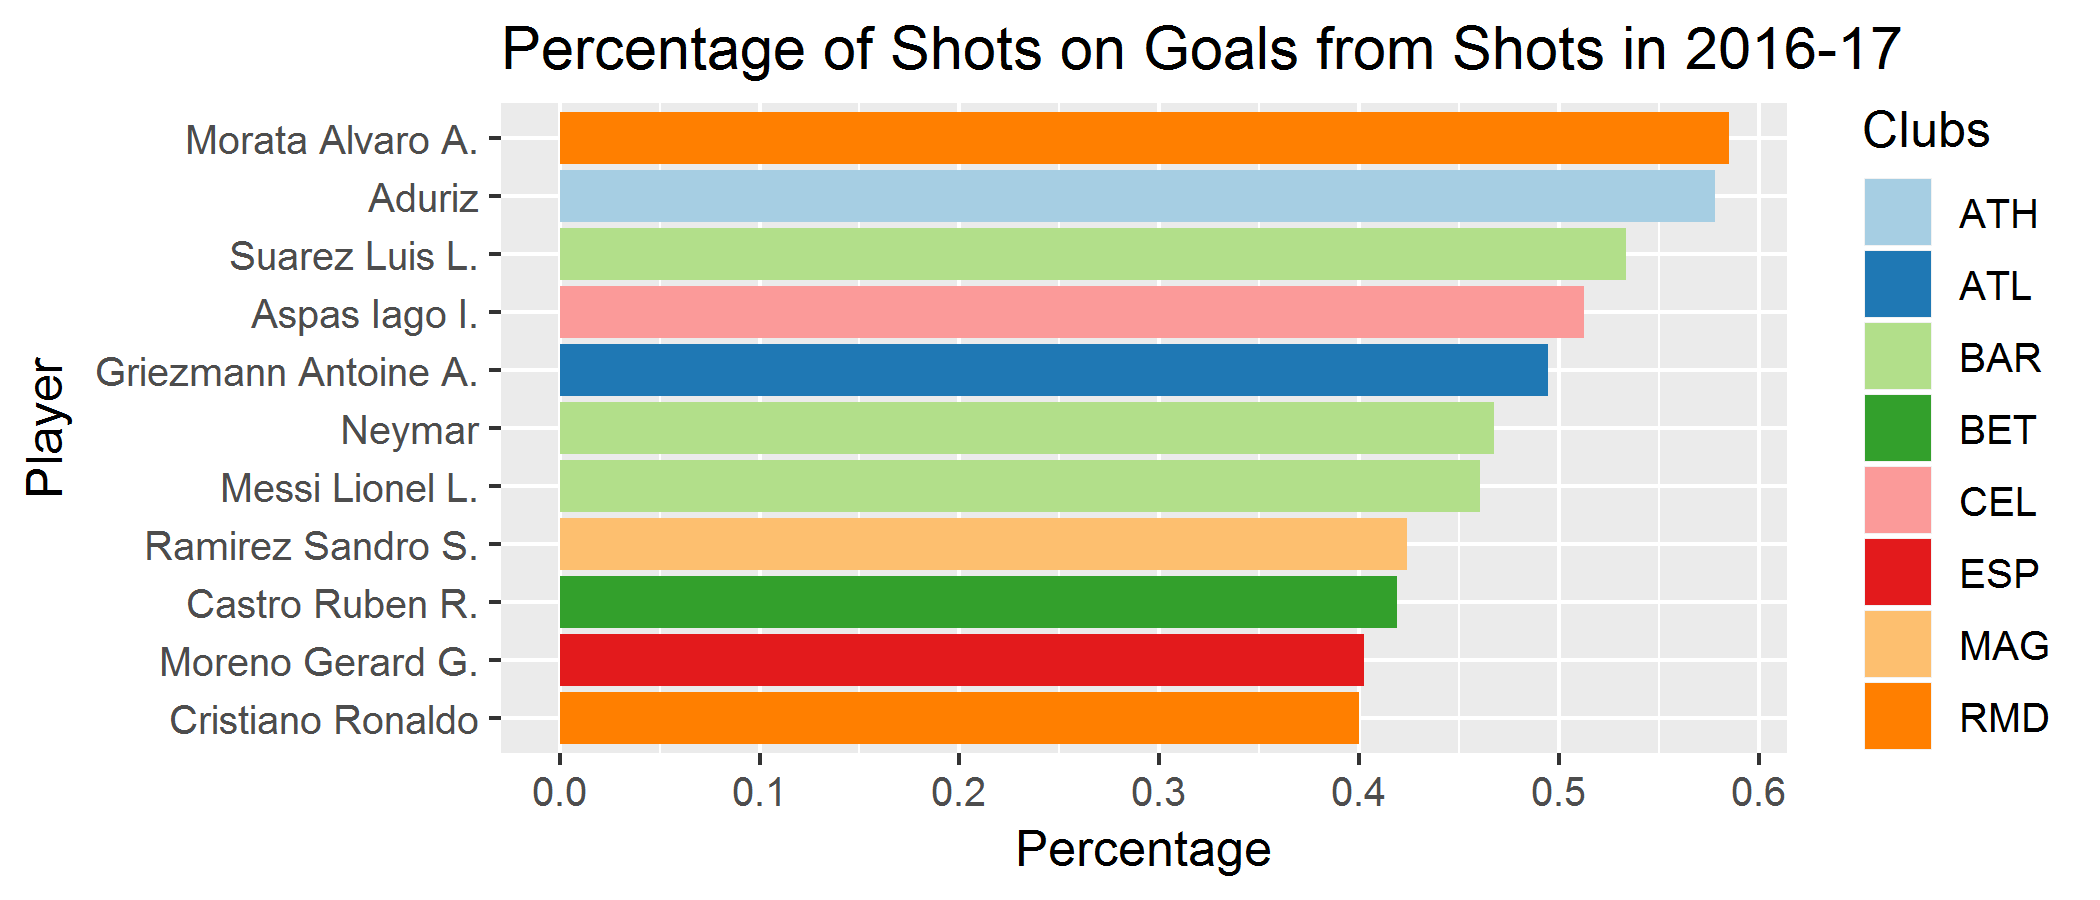 Percentage of Shots on Goals from Shots in 2016-17
Player
Morata Alvaro A.
Aduriz
Suarez Luis L.
Aspas Iago I.
Griezmann Antoine A.
Neymar
Messi Lionel L.
Ramirez Sandro S.
Castro Ruben R.
Moreno Gerard G.
Cristiano Ronaldo
0.0 0.1 0.2 0.3 0.4 0.5 0.6
Percentage
Clubs
ATH
ATL
BAR
BET
CEL
ESP
MAG
RMD